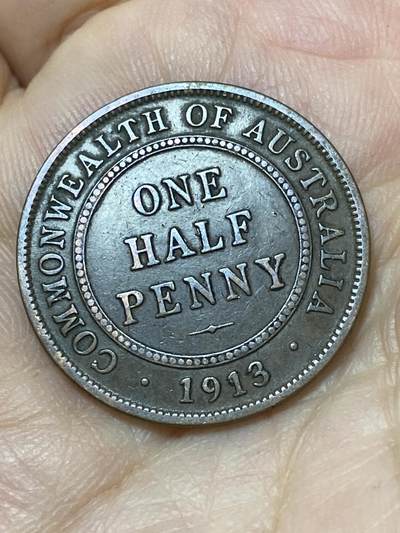 COMMONWEALTH OF AUSTRALIA
ONE
HALF
PENNY
· 1913 ·